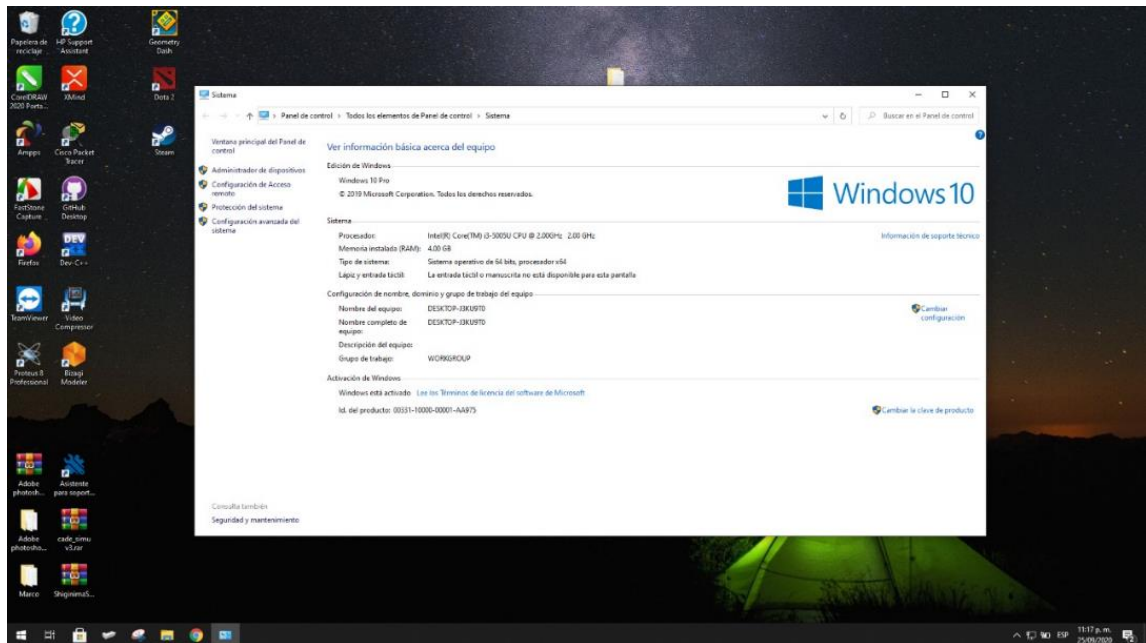 Papelera de
reciclaje
HP Support
Assistant
Geometry
Dash
CorelDRAW
2020 Porta...
XMind
Dota 2
Ampps
Cisco Packet
Tracer
Steam
FastStone
Capture
GitHub
Desktop
Firefox
Dev-C++
TeamViewer
Video
Compressor
Proteus 8
Professional
Bizagi
Modeler
Adobe
photosh...
Asistente
para soport...
Adobe
photosho...
cade_simu
v3.rar
Marco
ShiginimaS...
Sistema
Panel de control › Todos los elementos de Panel de control › Sistema
Buscar en el Panel de control
Ventana principal del Panel de
control
Administrador de dispositivos
Configuración de Acceso
remoto
Protección del sistema
Configuración avanzada del
sistema
Ver información básica acerca del equipo
Edición de Windows
Windows 10 Pro
© 2019 Microsoft Corporation. Todos los derechos reservados.
Windows 10
Sistema
Procesador: Intel(R) Core(TM) i3-5005U CPU @ 2.00GHz 2.00 GHz
Memoria instalada (RAM): 4.00 GB
Tipo de sistema: Sistema operativo de 64 bits, procesador x64
Lápiz y entrada táctil: La entrada táctil o manuscrita no está disponible para esta pantalla
Información de soporte técnico
Configuración de nombre, dominio y grupo de trabajo del equipo
Nombre del equipo: DESKTOP-J3KU9T0
Nombre completo de DESKTOP-J3KU9T0
equipo:
Descripción del equipo:
Grupo de trabajo: WORKGROUP
Cambiar
configuración
Activación de Windows
Windows está activado Lea los Términos de licencia del software de Microsoft
Id. del producto: 00331-10000-00001-AA975
Cambiar la clave de producto
Consulta también
Seguridad y mantenimiento
ESP
11:17 p. m.
25/09/2020